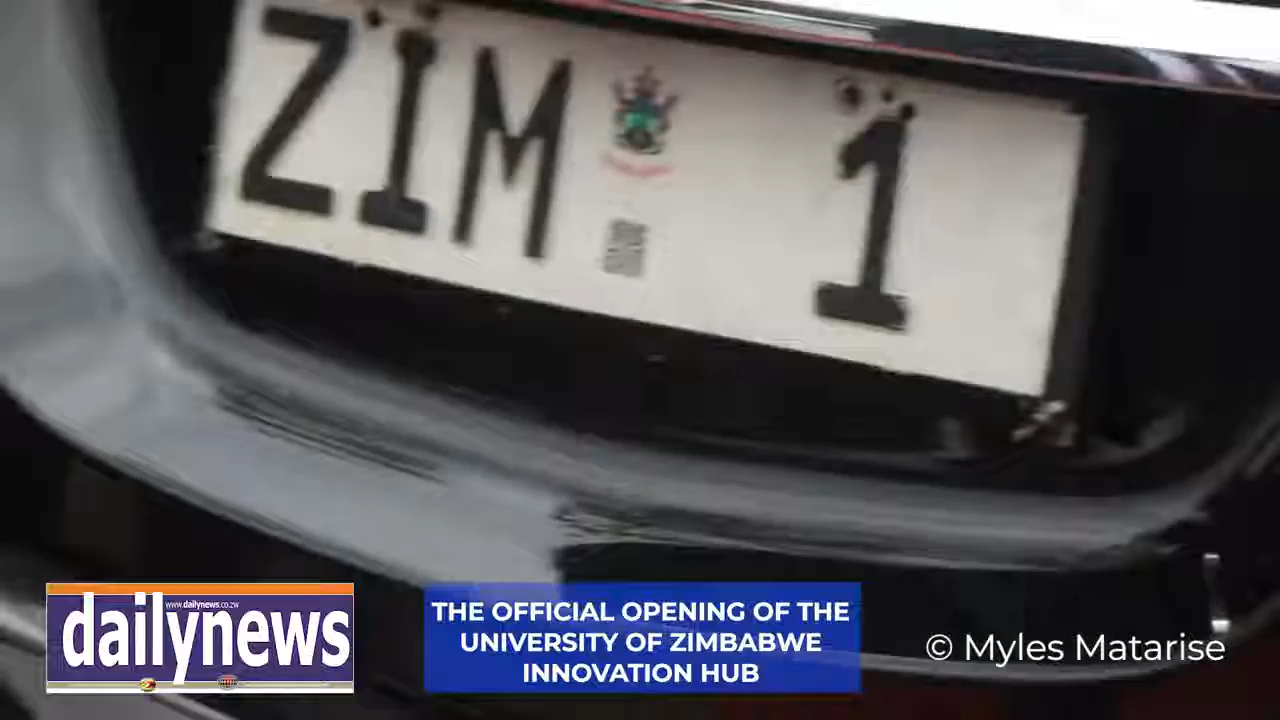 ZIM 1
www.dailynews.co.zw
dailynews
THE OFFICIAL OPENING OF THE
UNIVERSITY OF ZIMBABWE
INNOVATION HUB
© Myles Matarise